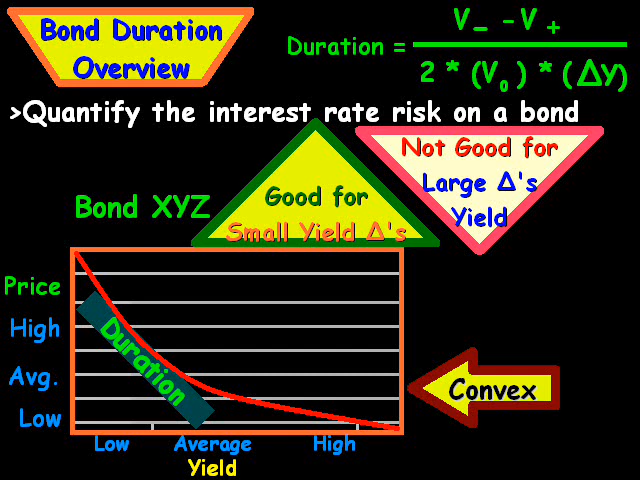 Bond Duration
Overview
Duration = V_ - V + / 2 * (V₀) * (ΔY)
>Quantify the interest rate risk on a bond
Not Good for
Large Δ's
Yield
Good for
Small Yield Δ's
Bond XYZ
Price
High
Avg.
Low
Duration
Convex
Low Average High
Yield